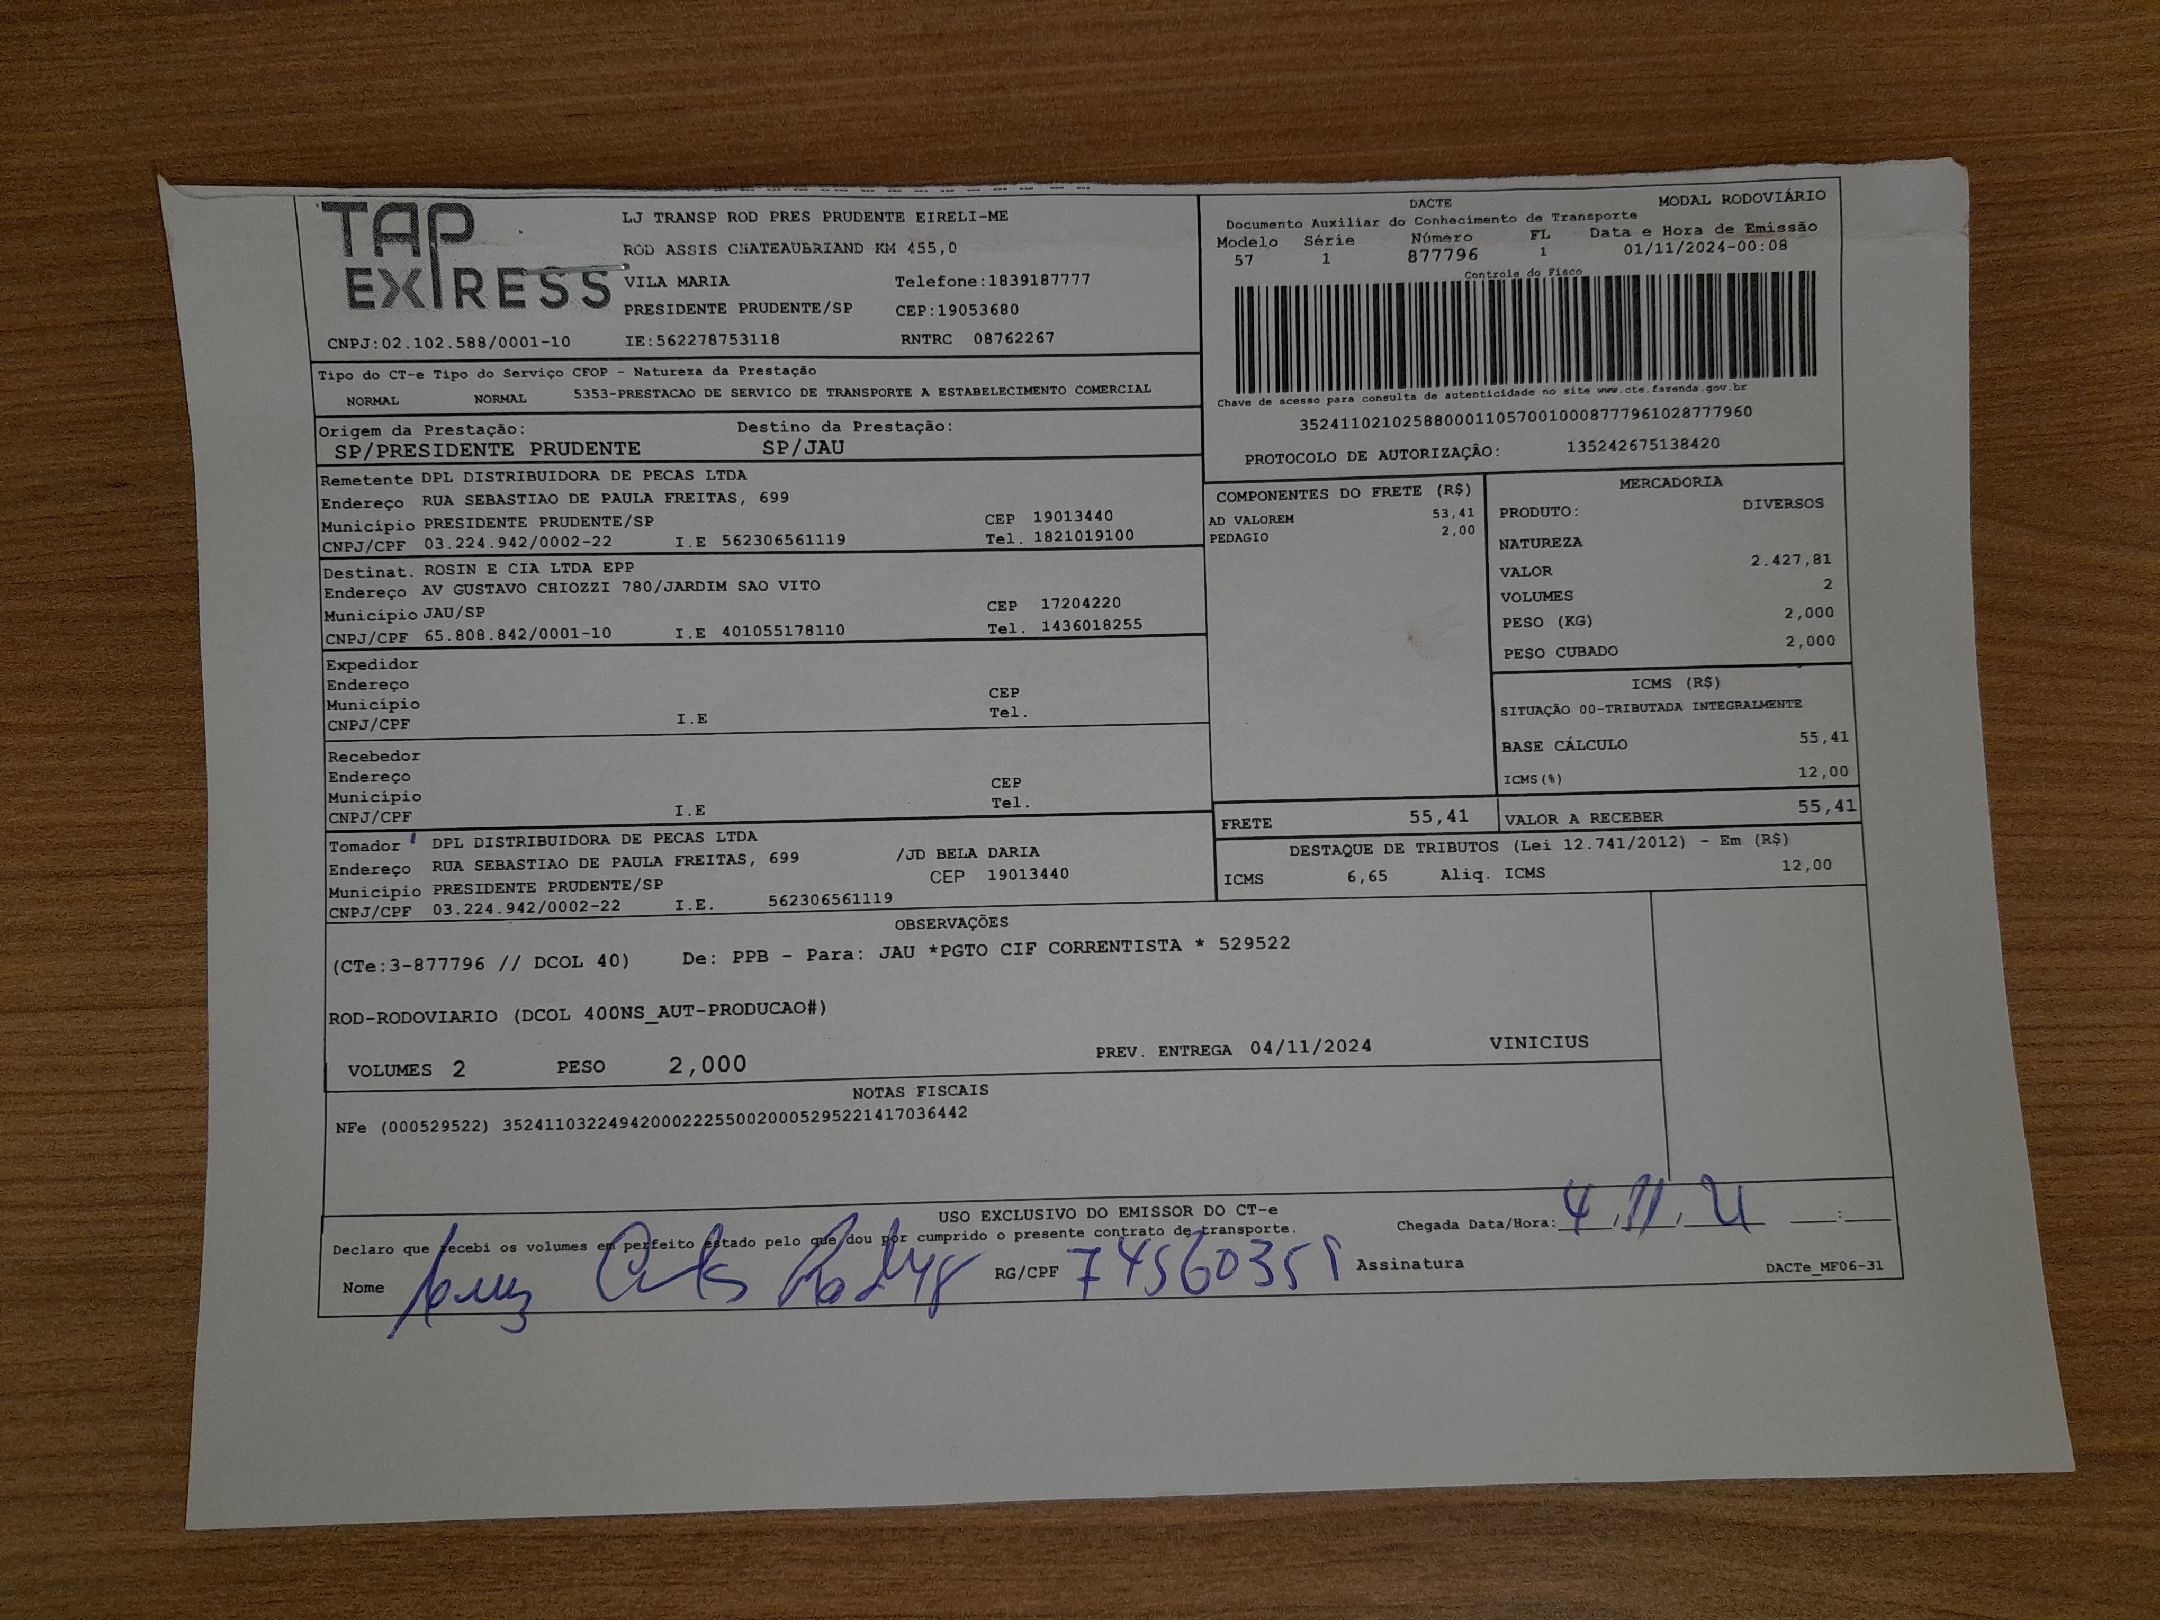 TAP EXPRESS
LJ TRANSP ROD PRES PRUDENTE EIRELI-ME
ROD ASSIS CHATEAUBRIAND KM 455,0
VILA MARIA Telefone:1839187777
PRESIDENTE PRUDENTE/SP CEP:19053680
CNPJ:02.102.588/0001-10 IE:562278753118 RNTRC 08762267
DACTE MODAL RODOVIÁRIO
Documento Auxiliar do Conhecimento de Transporte
Modelo Série Número FL Data e Hora de Emissão
57 1 877796 1 01/11/2024-00:08
Controle do Fisco
Chave de acesso para consulta de autenticidade no site www.cte.fazenda.gov.br
35241102102588000110570010008777961028777960
PROTOCOLO DE AUTORIZAÇÂO: 135242675138420
Tipo do CT-e Tipo do Serviço CFOP - Natureza da Prestação
NORMAL NORMAL 5353-PRESTACAO DE SERVICO DE TRANSPORTE A ESTABELECIMENTO COMERCIAL
Origem da Prestação: Destino da Prestação:
SP/PRESIDENTE PRUDENTE SP/JAU
Remetente DPL DISTRIBUIDORA DE PECAS LTDA
Endereço RUA SEBASTIAO DE PAULA FREITAS, 699
Município PRESIDENTE PRUDENTE/SP CEP 19013440
CNPJ/CPF 03.224.942/0002-22 I.E 562306561119 Tel. 1821019100
Destinat. ROSIN E CIA LTDA EPP
Endereço AV GUSTAVO CHIOZZI 780/JARDIM SAO VITO
Município JAU/SP CEP 17204220
CNPJ/CPF 65.808.842/0001-10 I.E 401055178110 Tel. 1436018255
Expedidor
Endereço
Município CEP
CNPJ/CPF I.E Tel.
Recebedor
Endereço
Município CEP
CNPJ/CPF I.E Tel.
Tomador DPL DISTRIBUIDORA DE PECAS LTDA
Endereço RUA SEBASTIAO DE PAULA FREITAS, 699 /JD BELA DARIA
Município PRESIDENTE PRUDENTE/SP CEP 19013440
CNPJ/CPF 03.224.942/0002-22 I.E. 562306561119
COMPONENTES DO FRETE (R$)
AD VALOREM 53,41
PEDAGIO 2,00
MERCADORIA
PRODUTO: DIVERSOS
NATUREZA
VALOR 2.427,81
VOLUMES 2
PESO (KG) 2,000
PESO CUBADO 2,000
ICMS (R$)
SITUAÇÃO 00-TRIBUTADA INTEGRALMENTE
BASE CÁLCULO 55,41
ICMS(%) 12,00
FRETE 55,41 VALOR A RECEBER 55,41
DESTAQUE DE TRIBUTOS (Lei 12.741/2012) - Em (R$)
ICMS 6,65 Aliq. ICMS 12,00
OBSERVAÇÕES
(CTe:3-877796 // DCOL 40) De: PPB - Para: JAU *PGTO CIF CORRENTISTA * 529522
ROD-RODOVIARIO (DCOL 400NS_AUT-PRODUCAO#)
VOLUMES 2 PESO 2,000 PREV. ENTREGA 04/11/2024 VINICIUS
NOTAS FISCAIS
NFe (000529522) 35241103224942000222550020005295221417036442
USO EXCLUSIVO DO EMISSOR DO CT-e
Declaro que recebi os volumes em perfeito estado pelo que dou por cumprido o presente contrato de transporte.
Chegada Data/Hora: 4 11
Nome RG/CPF Assinatura
DACTe_MF06-31